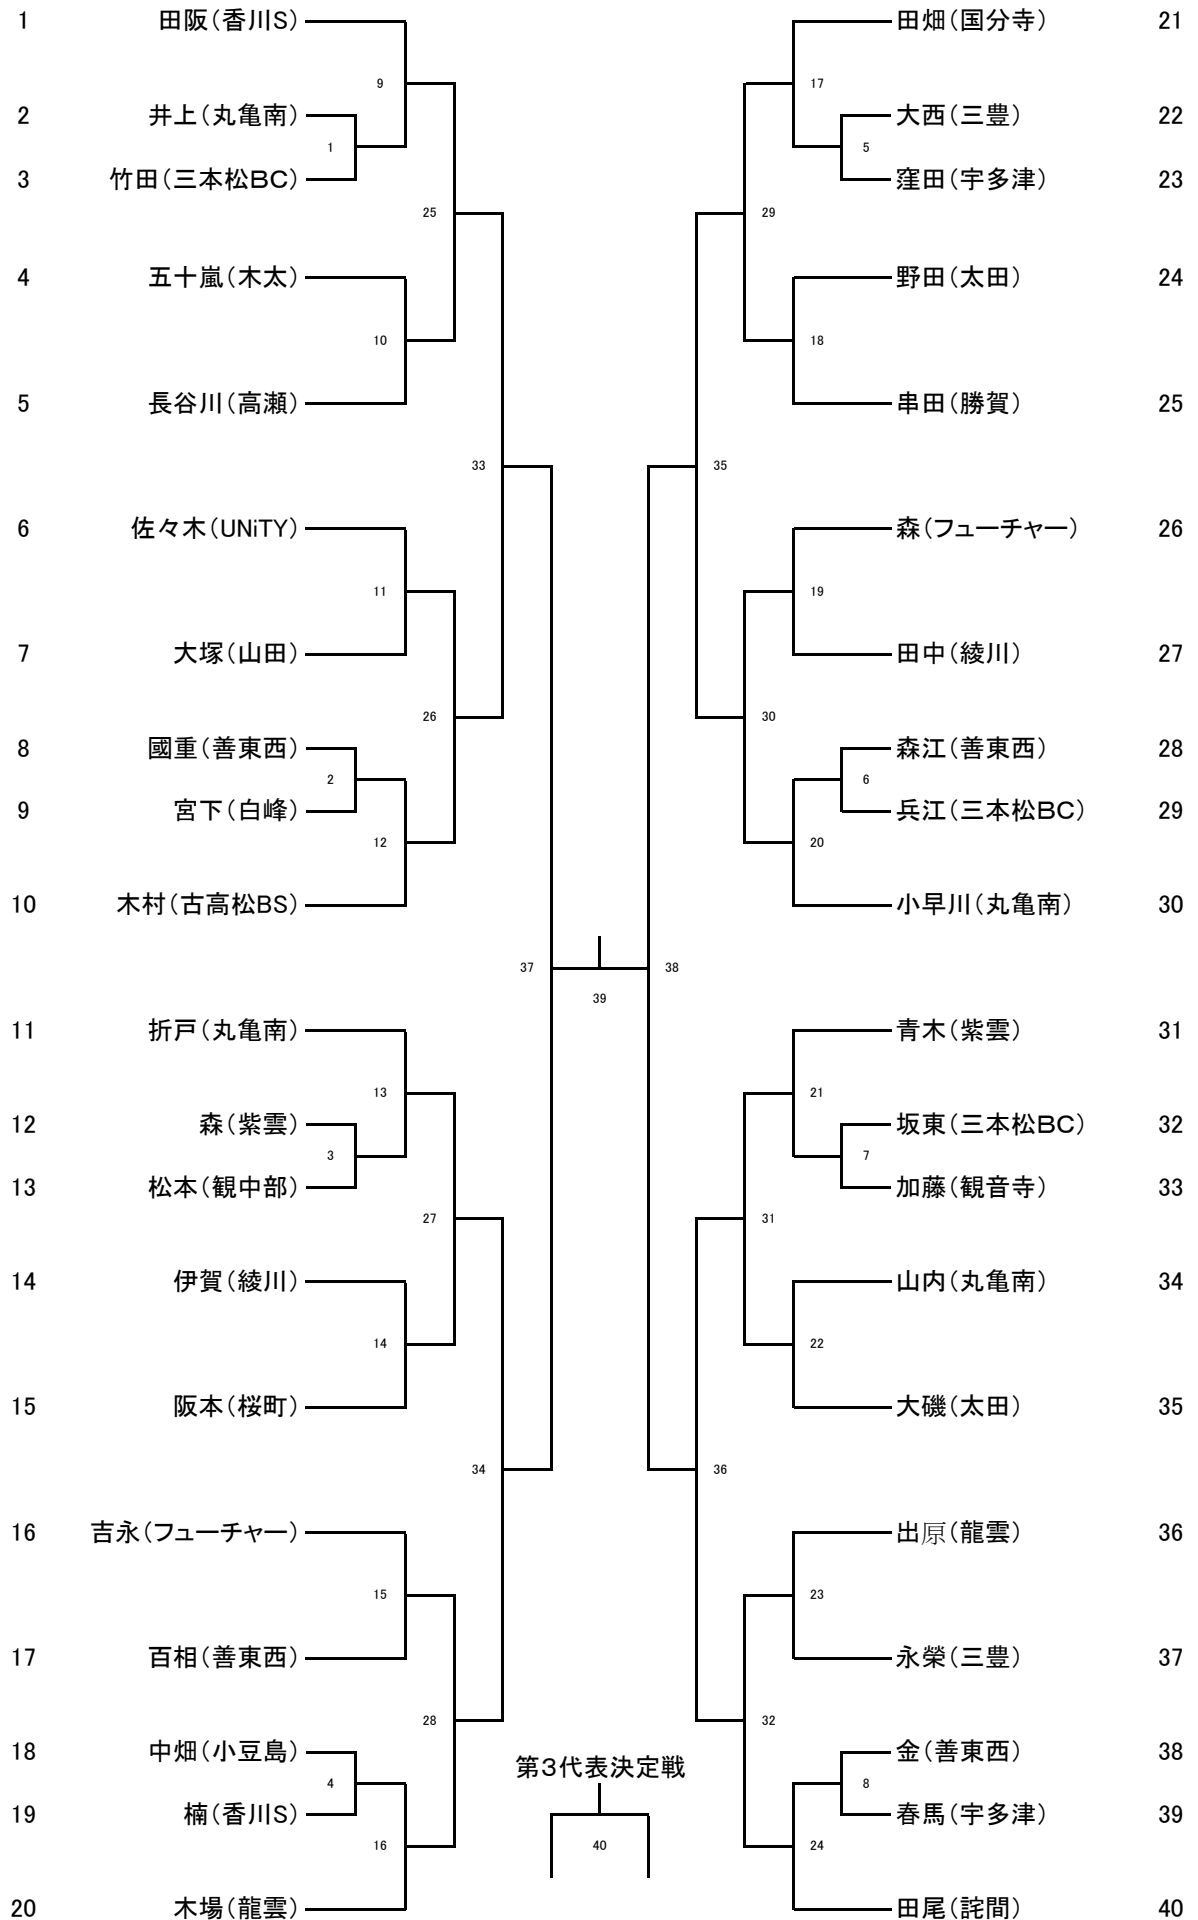 1 田阪(香川S)
9
2 井上(丸亀南)
1
3 竹田(三本松BC)
25
4 五十嵐(木太)
10
5 長谷川(高瀬)
33
6 佐々木(UNiTY)
11
7 大塚(山田)
26
8 國重(善東西)
2
9 宮下(白峰)
12
10 木村(古高松BS)
37
39
11 折戸(丸亀南)
13
12 森(紫雲)
3
13 松本(観中部)
27
14 伊賀(綾川)
14
15 阪本(桜町)
34
16 吉永(フューチャー)
15
17 百相(善東西)
28
18 中畑(小豆島)
4
19 楠(香川S)
16
20 木場(龍雲)
田畑(国分寺) 21
17
大西(三豊) 22
5
窪田(宇多津) 23
29
野田(太田) 24
18
串田(勝賀) 25
35
森(フューチャー) 26
19
田中(綾川) 27
30
森江(善東西) 28
6
兵江(三本松BC) 29
20
小早川(丸亀南) 30
38
青木(紫雲) 31
21
坂東(三本松BC) 32
7
加藤(観音寺) 33
31
山内(丸亀南) 34
22
大磯(太田) 35
36
出原(龍雲) 36
23
永榮(三豊) 37
32
金(善東西) 38
8
春馬(宇多津) 39
24
田尾(詫間) 40
第3代表決定戦
40